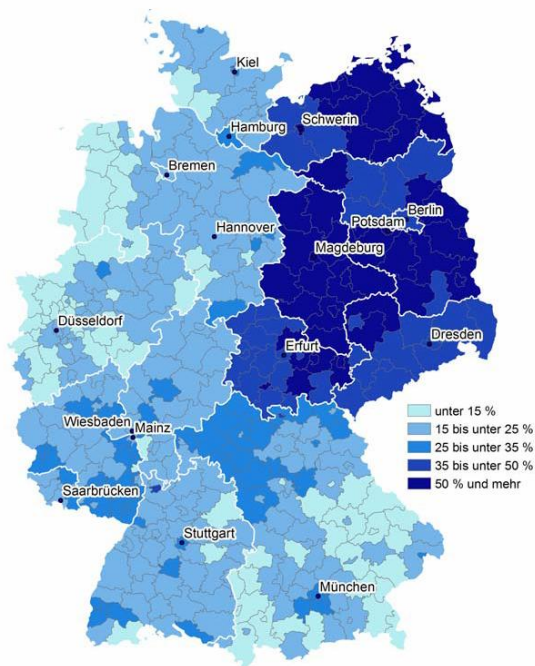 Kiel
Schwerin
Hamburg
Bremen
Berlin
Potsdam
Hannover
Magdeburg
Düsseldorf
Dresden
Erfurt
Wiesbaden
Mainz
Saarbrücken
Stuttgart
München
unter 15 %
15 bis unter 25 %
25 bis unter 35 %
35 bis unter 50 %
50 % und mehr